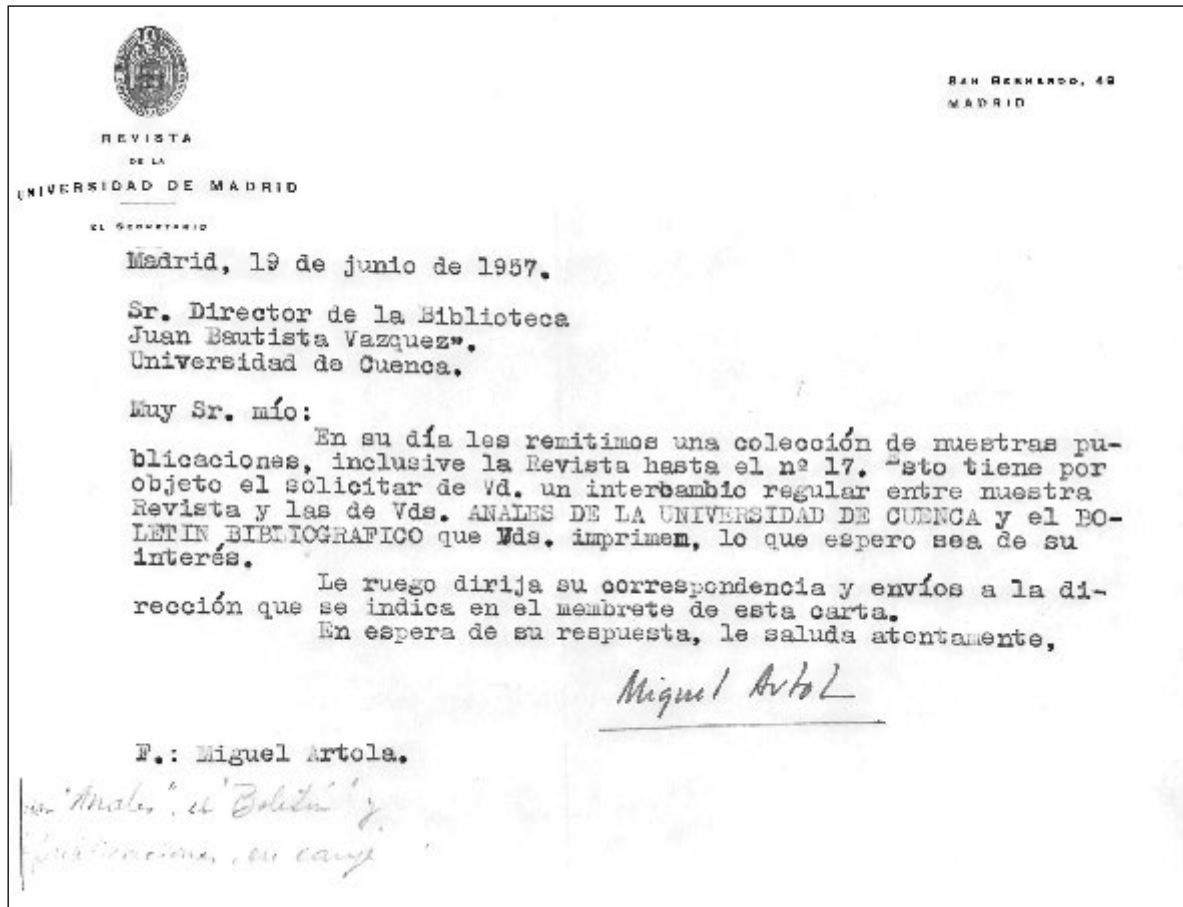 REVISTA
DE LA
UNIVERSIDAD DE MADRID
EL SECRETARIO
SAN BERNARDO, 49
MADRID
Madrid, 19 de junio de 1957.
Sr. Director de la Biblioteca
Juan Bautista Vazquez".
Universidad de Cuenca.
Muy Sr. mío:
En su día les remitimos una colección de nuestras pu-
blicaciones, inclusive la Revista hasta el nº 17. Esto tiene por
objeto el solicitar de Vd. un intercambio regular entre nuestra
Revista y las de Vds. ANALES DE LA UNIVERSIDAD DE CUENCA y el BO-
LETIN BIBLIOGRAFICO que Vds. imprimen, lo que espero sea de su
interés.
Le ruego dirija su correspondencia y envíos a la di-
rección que se indica en el membrete de esta carta.
En espera de su respuesta, le saluda atentamente,
Miguel Artola
F.: Miguel Artola.
"Anales", el "Boletín" y
publicaciones, en canje